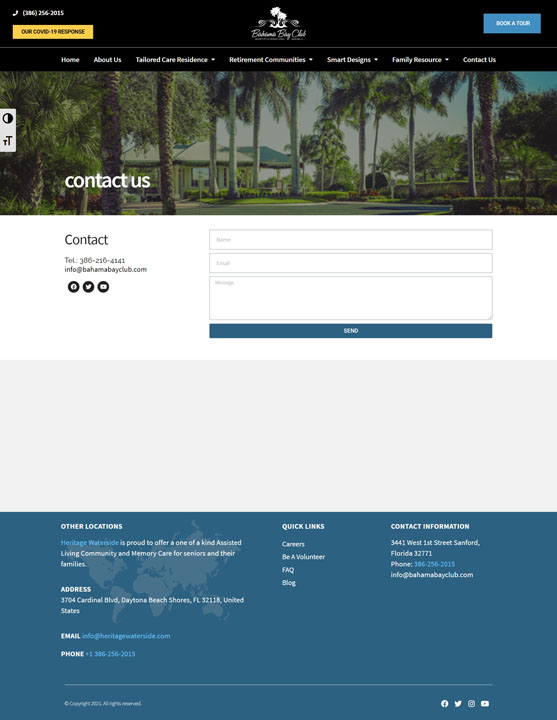 (386) 256-2015
OUR COVID-19 RESPONSE
Bahama Bay Club
BOOK A TOUR
Home About Us Tailored Care Residence Retirement Communities Smart Designs Family Resource Contact Us
contact us
Contact
Tel.: 386-216-4141
info@bahamabayclub.com
Name
Email
Message
SEND
OTHER LOCATIONS
Heritage Waterside is proud to offer a one of a kind Assisted
Living Community and Memory Care for seniors and their
families.
ADDRESS
3704 Cardinal Blvd, Daytona Beach Shores, FL 32118, United
States
EMAIL info@heritagewaterside.com
PHONE +1 386-256-2015
QUICK LINKS
Careers
Be A Volunteer
FAQ
Blog
CONTACT INFORMATION
3441 West 1st Street Sanford,
Florida 32771
Phone: 386-256-2015
info@bahamabayclub.com
© Copyright 2021. All rights reserved.